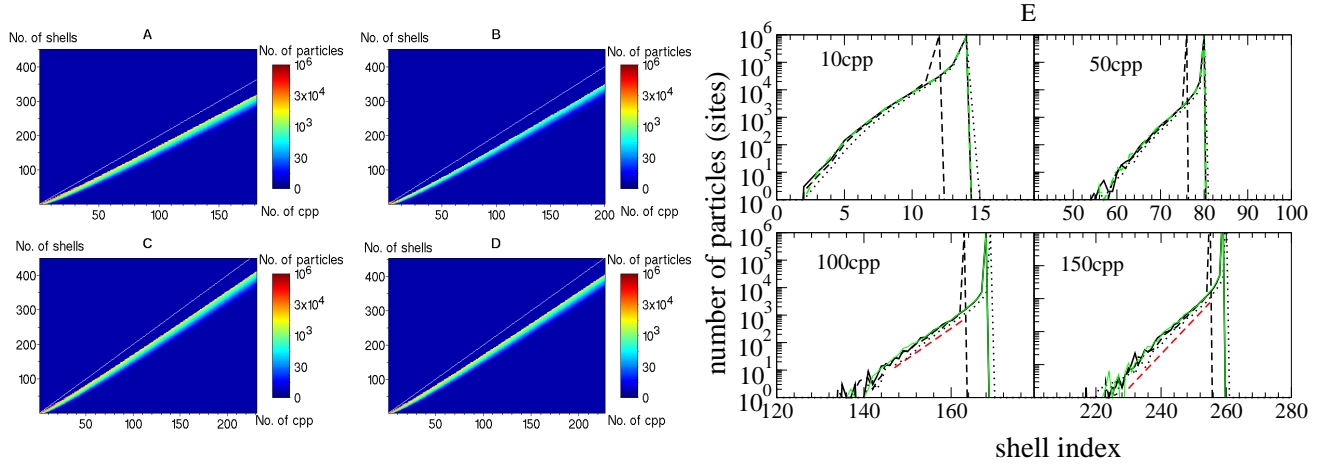 No. of shells A
No. of particles
400
300
200
100
10^6
3x10^4
10^3
30
0
50 100 150
No. of cpp
No. of shells B
No. of particles
400
300
200
100
10^6
3x10^4
10^3
30
0
50 100 150 200
No. of cpp
No. of shells C
No. of particles
400
300
200
100
10^6
3x10^4
10^3
30
0
50 100 150 200
No. of cpp
No. of shells D
No. of particles
400
300
200
100
10^6
3x10^4
10^3
30
0
50 100 150 200
No. of cpp
E
number of particles (sites)
10^6
10^5
10^4
10^3
10^2
10^1
10^0
10cpp
0 5 10 15
50cpp
50 60 70 80 90 100
10^6
10^5
10^4
10^3
10^2
10^1
10^0
100cpp
120 140 160
150cpp
220 240 260 280
shell index